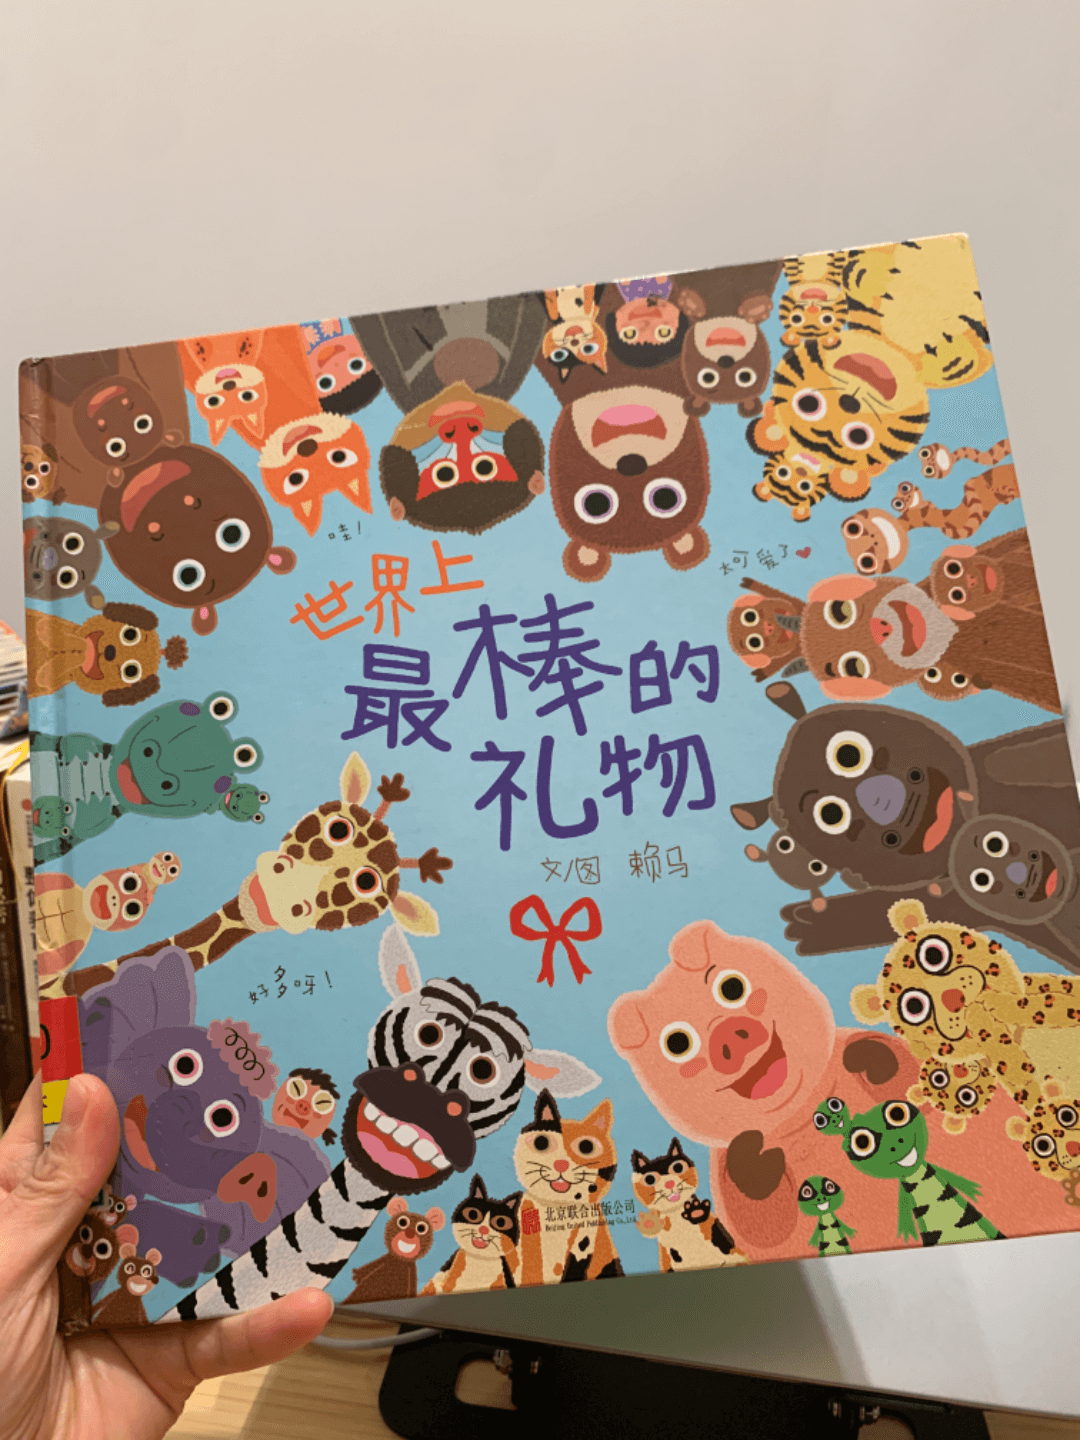 哇！
世界上
太可爱了
最棒的
礼物
文/图 赖马
好多呀！
北京联合出版公司
Beijing United Publishing Co.,Ltd.